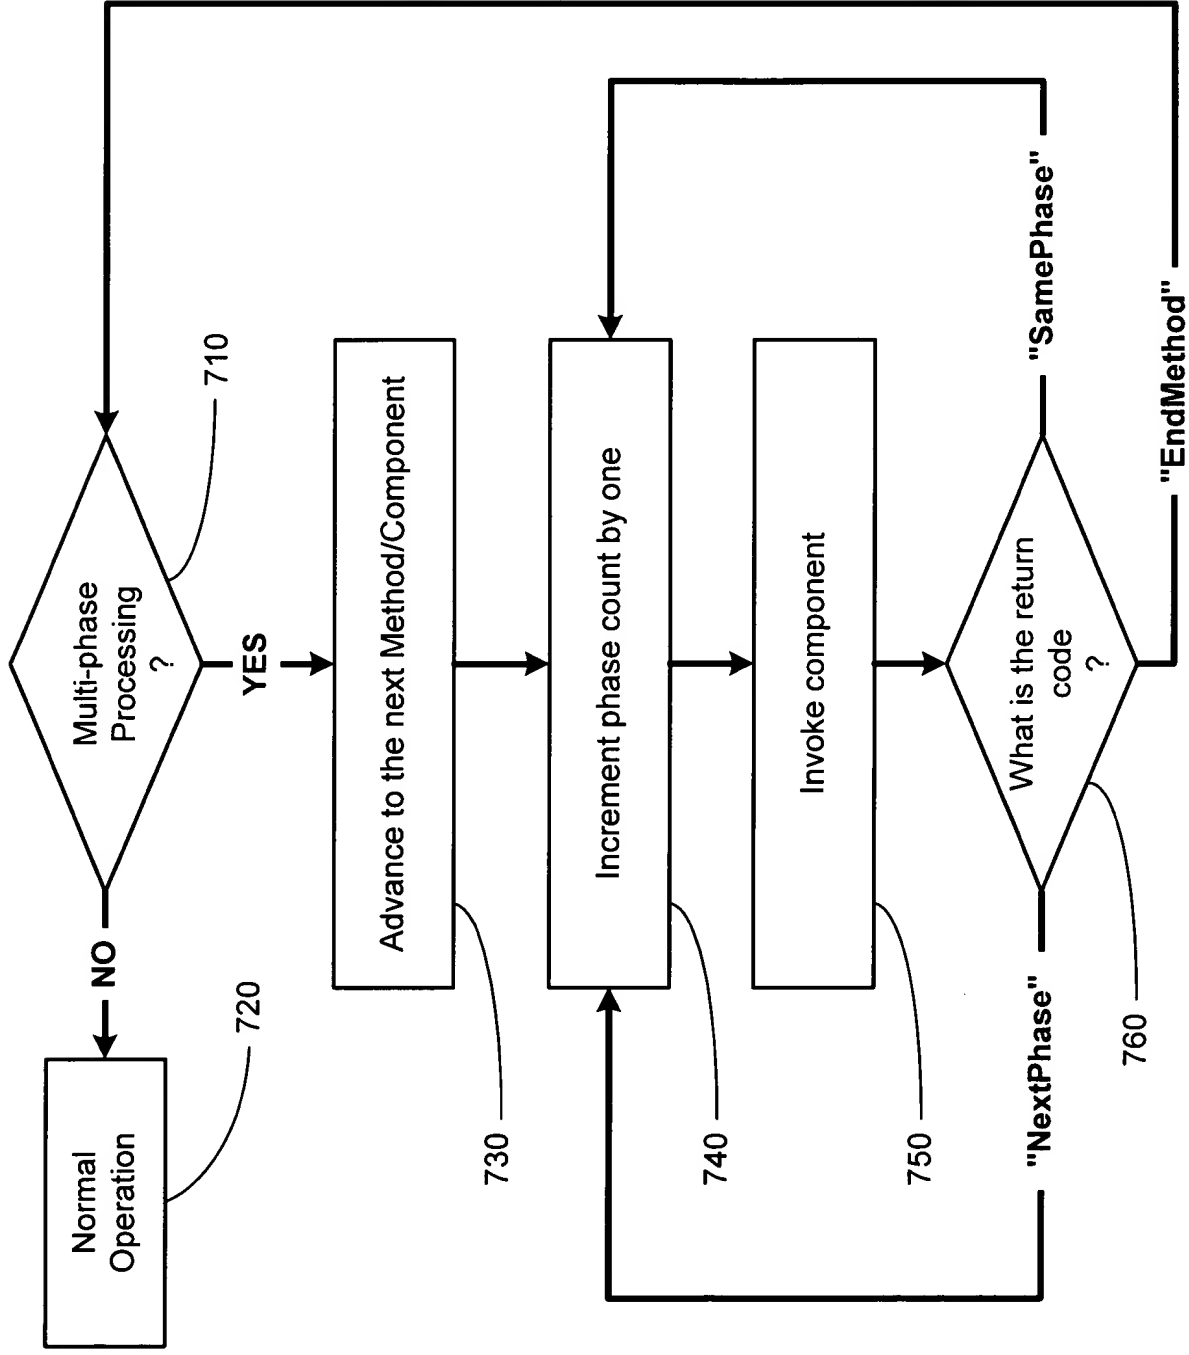 Normal
Operation
720
NO
Multi-phase
Processing
?
710
YES
Advance to the next Method/Component
730
Increment phase count by one
740
Invoke component
750
What is the return
code
?
760
"NextPhase"
"SamePhase"
"EndMethod"